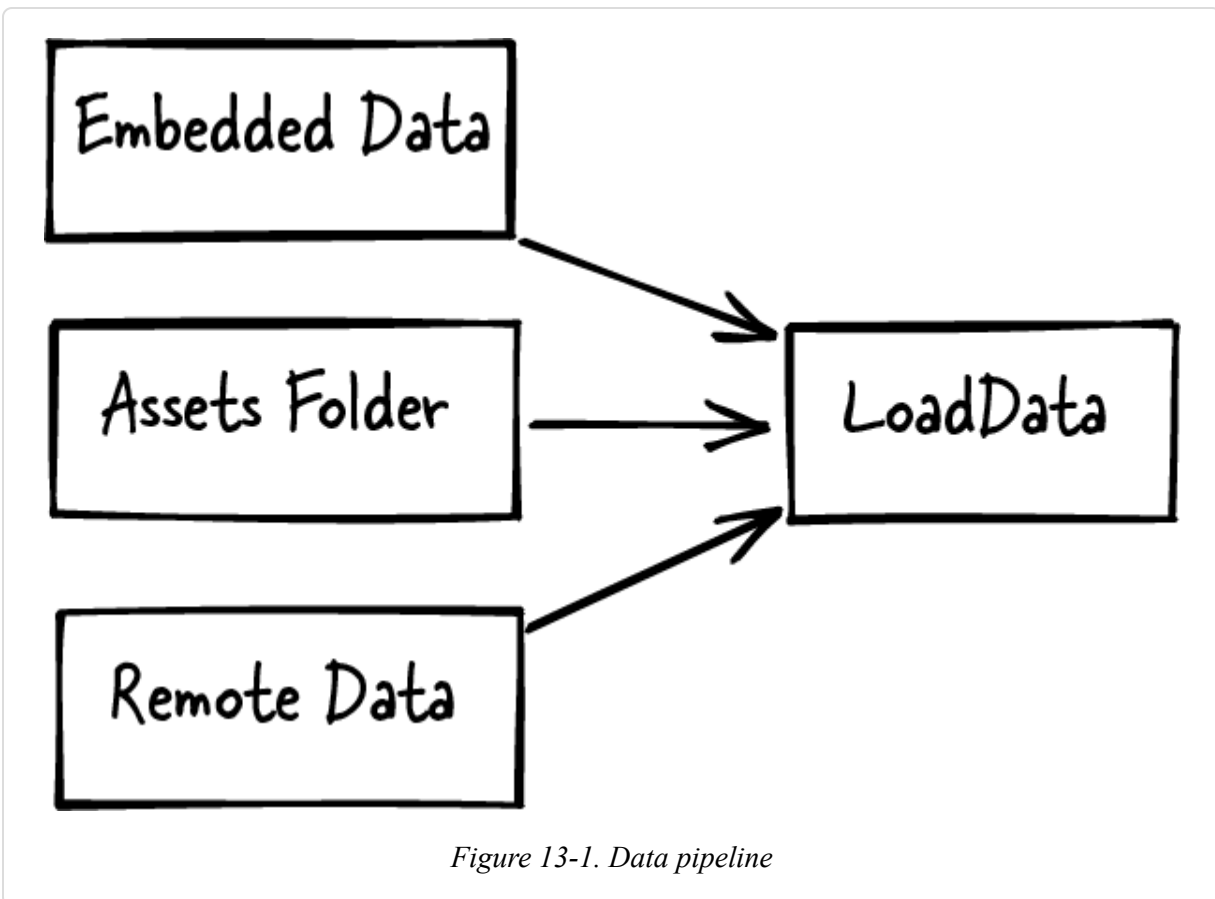 Embedded Data
Assets Folder
LoadData
Remote Data
Figure 13-1. Data pipeline